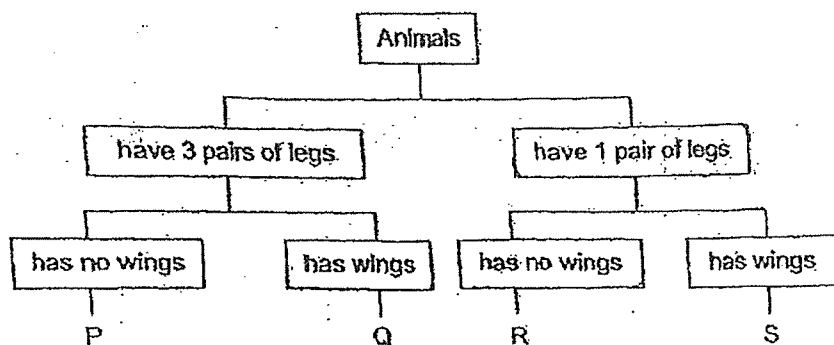 Animals
have 3 pairs of legs.
have 1 pair of legs
has no wings
has wings
has no wings
has wings
P
Q
R
S